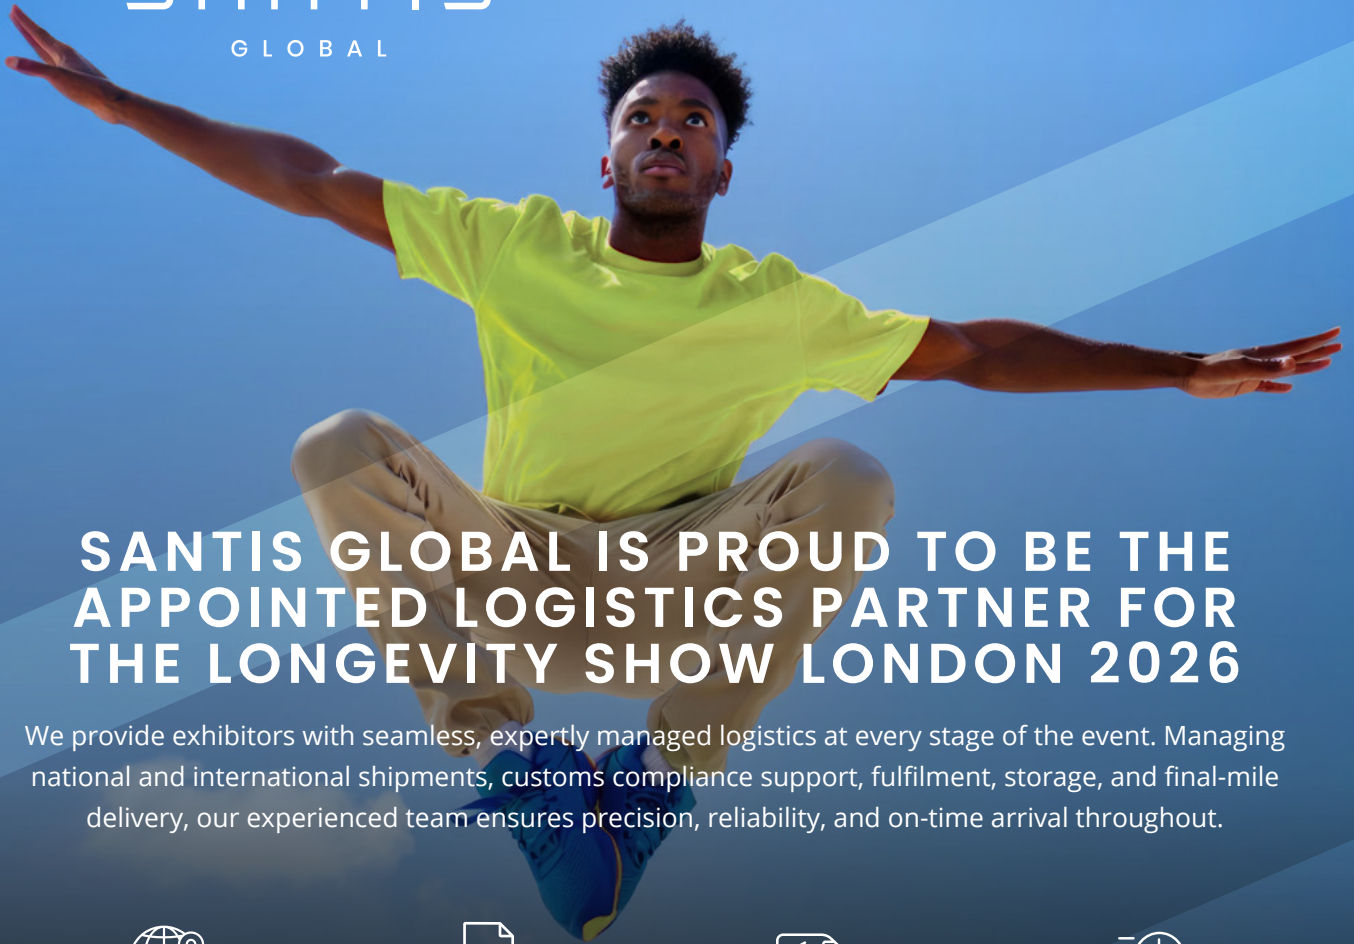 GLOBAL
SANTIS GLOBAL IS PROUD TO BE THE
APPOINTED LOGISTICS PARTNER FOR
THE LONGEVITY SHOW LONDON 2026
We provide exhibitors with seamless, expertly managed logistics at every stage of the event. Managing
national and international shipments, customs compliance support, fulfilment, storage, and final-mile
delivery, our experienced team ensures precision, reliability, and on-time arrival throughout.